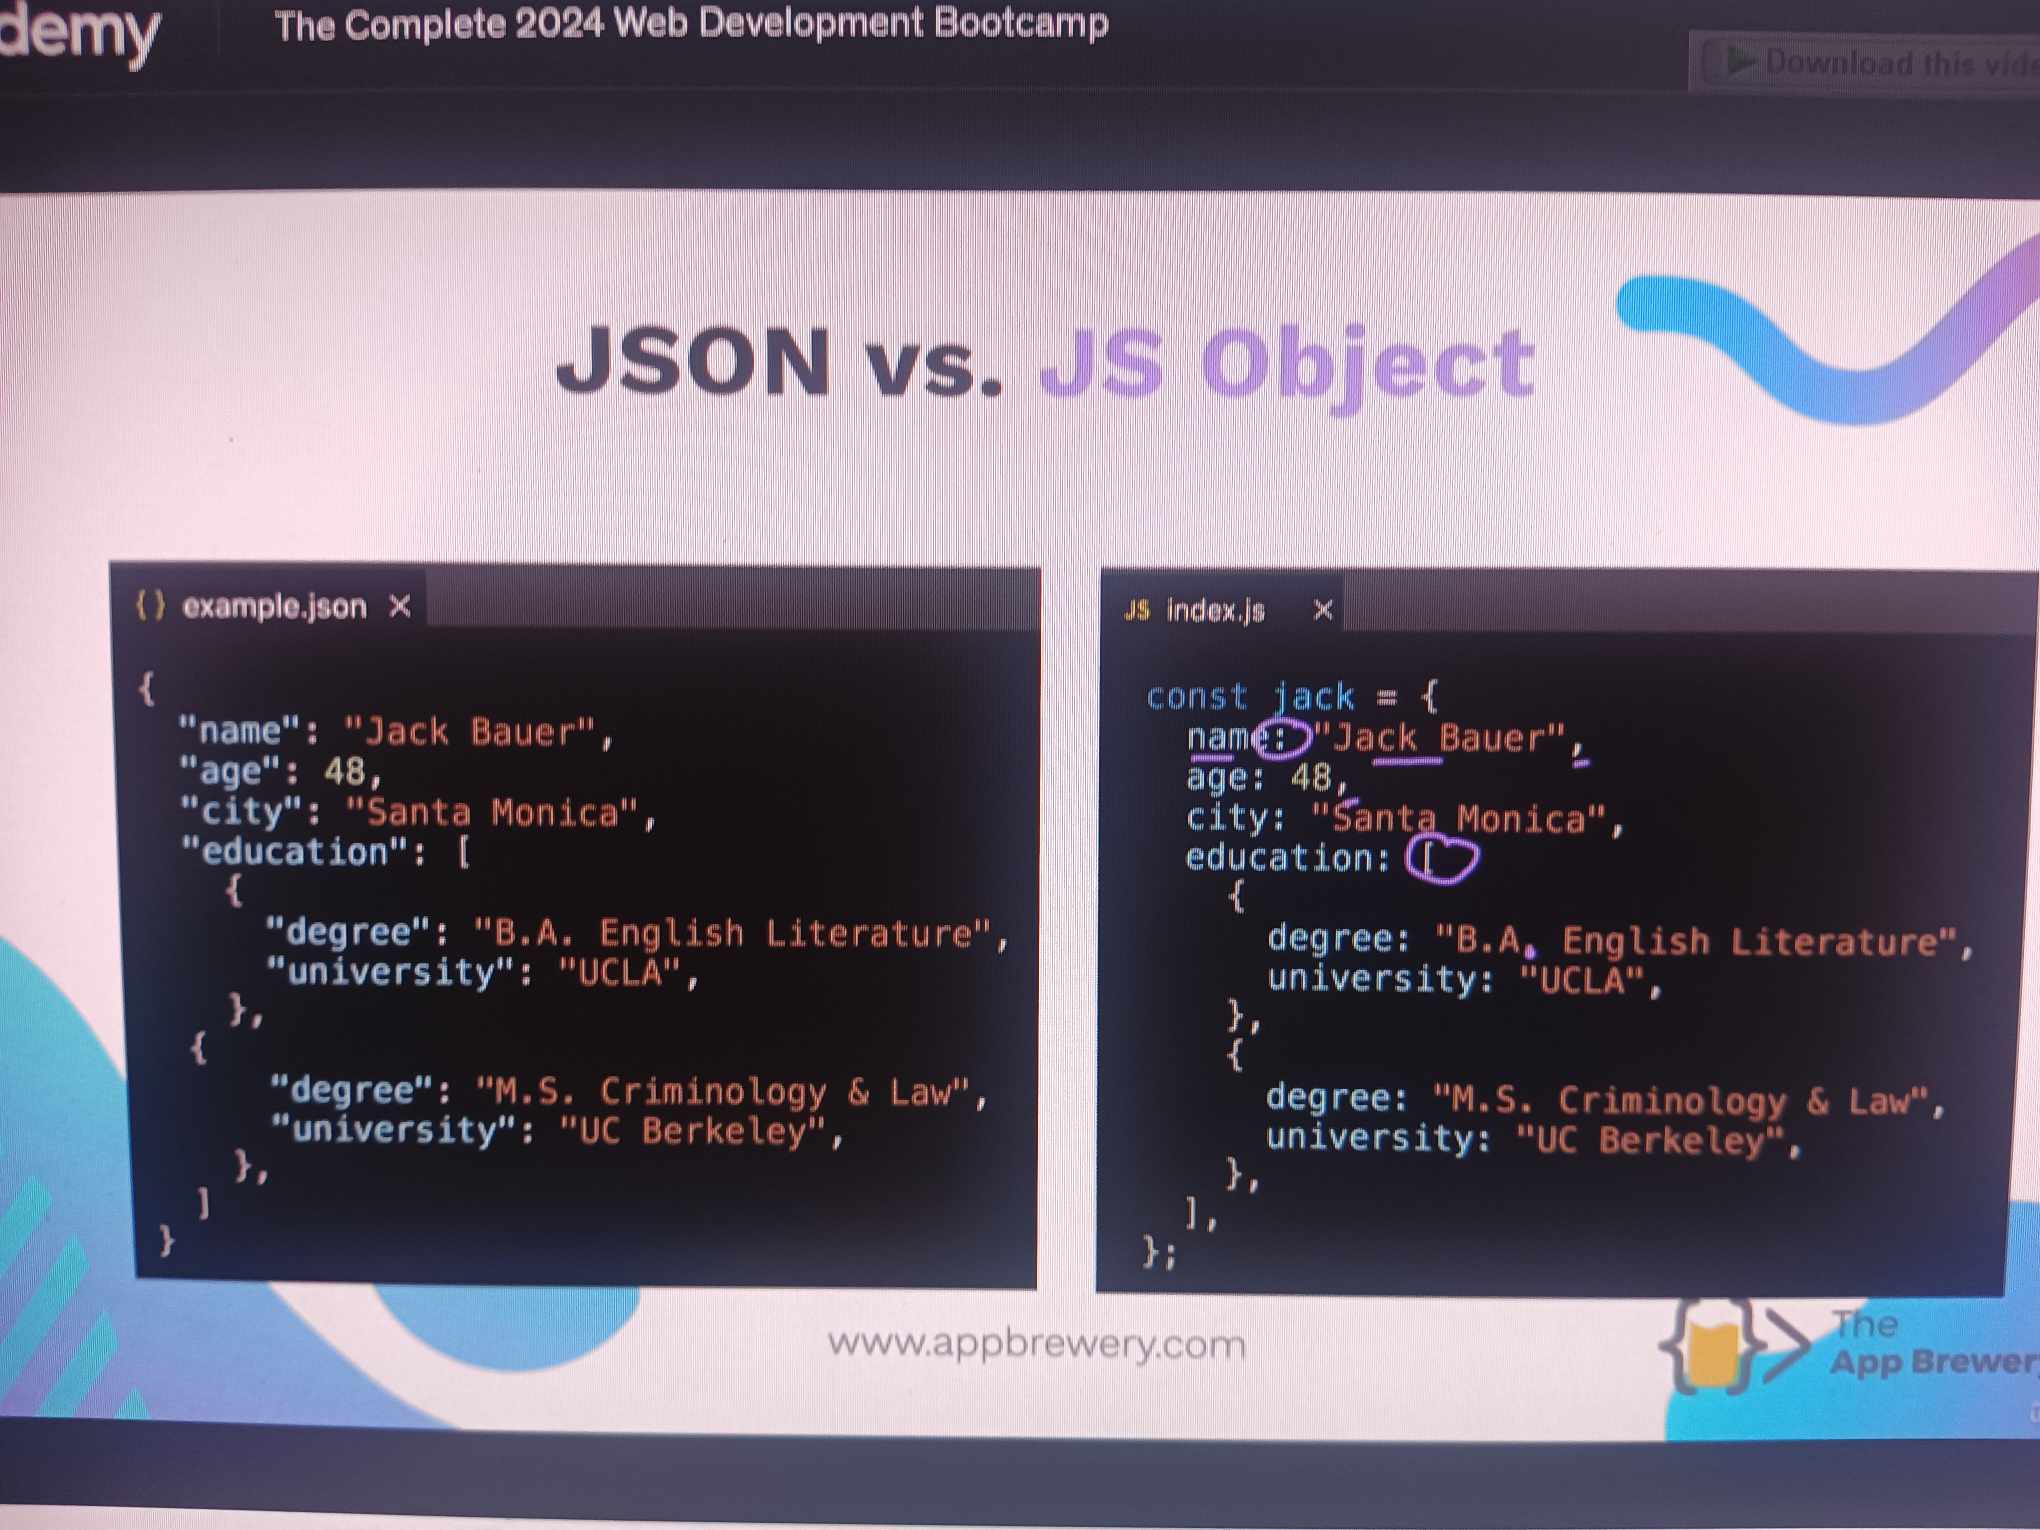 demy
The Complete 2024 Web Development Bootcamp
Download this
JSON vs. JS Object
{ } example.json X
{
"name": "Jack Bauer",
"age": 48,
"city": "Santa Monica",
"education": [
{
"degree": "B.A. English Literature",
"university": "UCLA",
},
{
"degree": "M.S. Criminology & Law",
"university": "UC Berkeley",
},
]
}
JS index.js X
const jack = {
name: "Jack Bauer",
age: 48,
city: "Santa Monica",
education: [
{
degree: "B.A. English Literature",
university: "UCLA",
},
{
degree: "M.S. Criminology & Law",
university: "UC Berkeley",
},
],
};
www.appbrewery.com
The
App Brewery